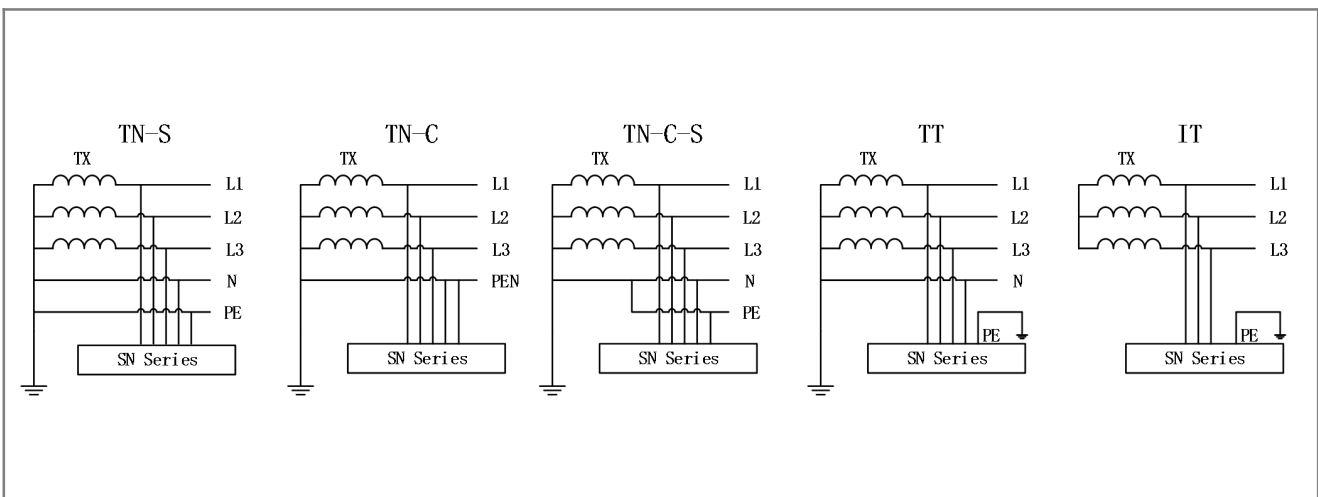 TN-S
TX
L1
L2
L3
N
PE
SN Series
TN-C
TX
L1
L2
L3
PEN
SN Series
TN-C-S
TX
L1
L2
L3
N
PE
SN Series
TT
TX
L1
L2
L3
N
PE
SN Series
IT
TX
L1
L2
L3
PE
SN Series